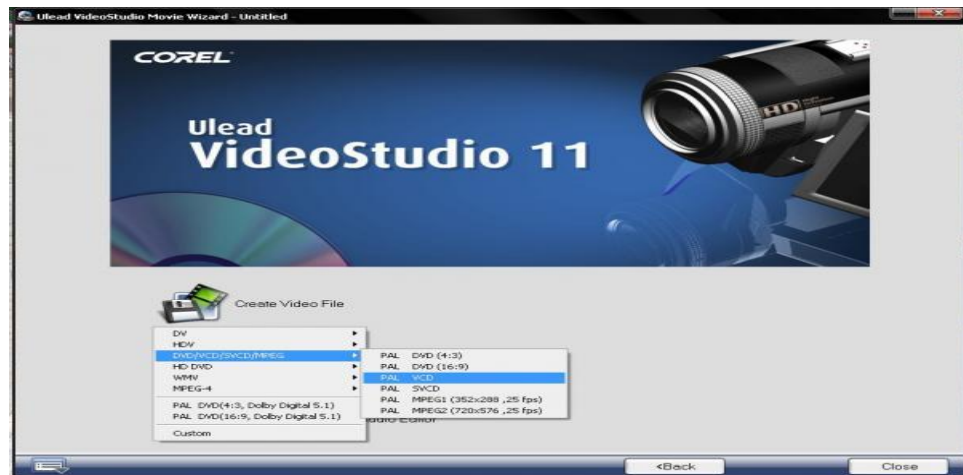 Ulead VideoStudio Movie Wizard - Untitled
COREL
Ulead
VideoStudio 11
HD
Create Video File
DV
HDV
DVD/VCD/SVCD/MPEG
HD DVD
WMV
MPEG-4
PAL DVD(4:3, Dolby Digital 5.1)
PAL DVD(16:9, Dolby Digital 5.1)
Custom
PAL DVD (4:3)
PAL DVD (16:9)
PAL VCD
PAL SVCD
PAL MPEG1 (352x288 ,25 fps)
PAL MPEG2 (720x576 ,25 fps)
Editor
<Back
Close